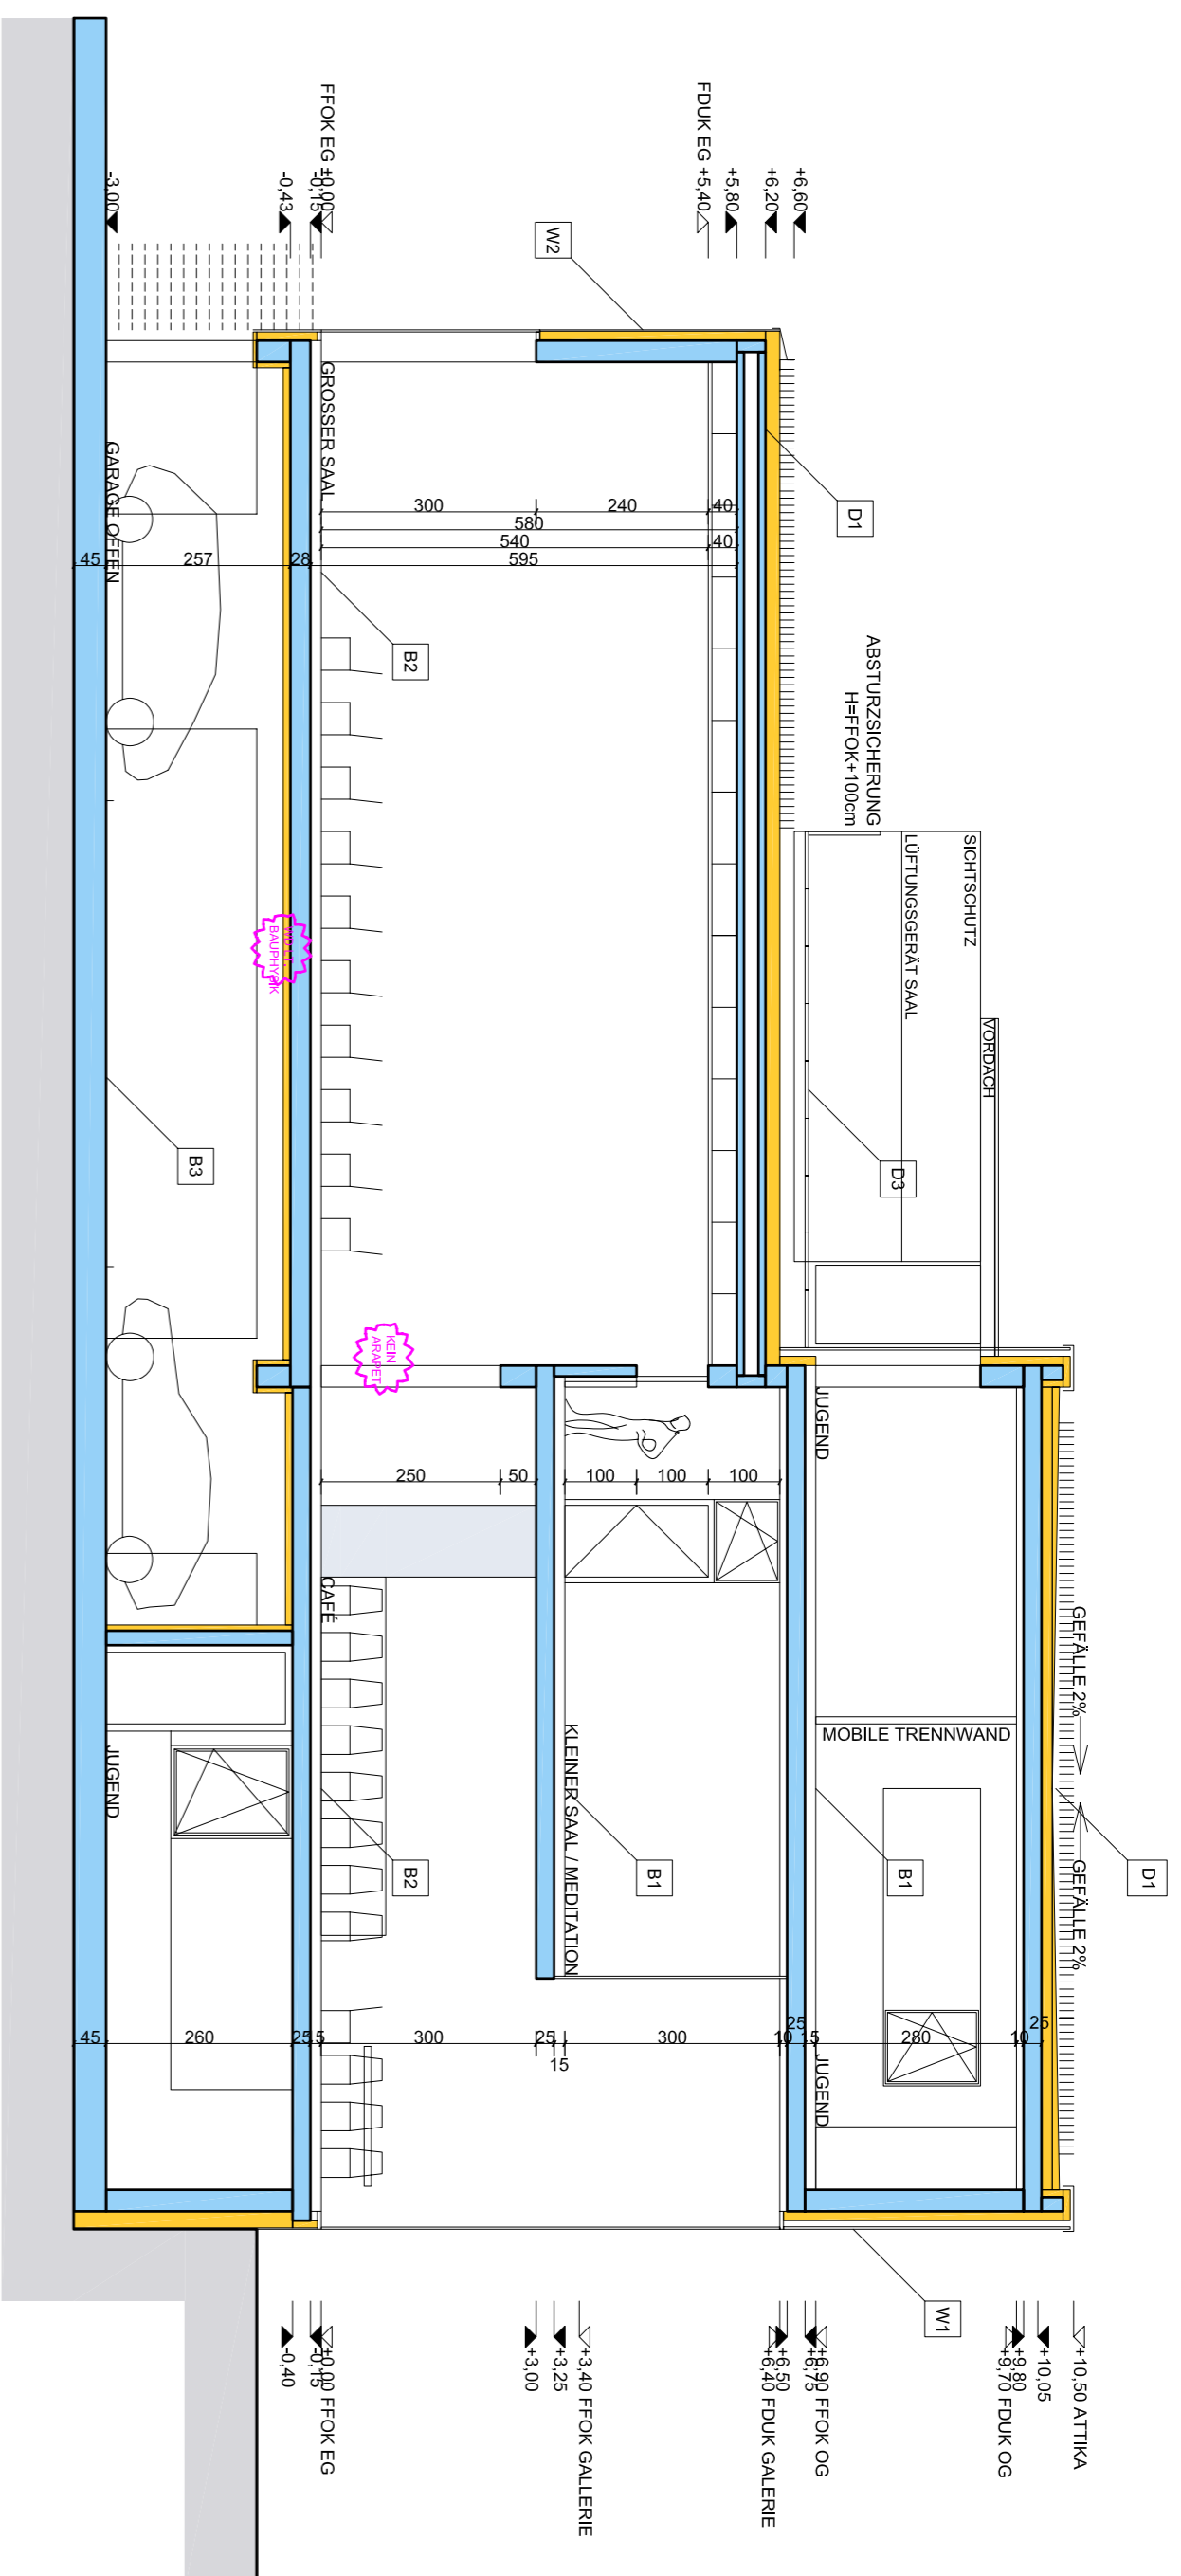 +10,50 ATTIKA
+10,05
+9,80
+9,70 FDUK OG
+6,90 FFOK OG
+6,75
+6,50
+6,40 FDUK GALERIE
+3,40 FFOK GALLERIE
+3,25
+3,00
±0,00 FFOK EG
-0,15
-0,40
+6,60
+6,20
+5,80
FDUK EG +5,40
FFOK EG ±0,00
-0,15
-0,43
-3,00
W2
D1
D1
GEFÄLLE 2%
GEFÄLLE 2%
VORDACH
SICHTSCHUTZ
LÜFTUNGSGERÄT SAAL
ABSTURZSICHERUNG
H=FFOK+100cm
D3
JUGEND
MOBILE TRENNWAND
B1
JUGEND
W1
KLEINER SAAL / MEDITATION
B1
GROSSER SAAL
B2
KEIN
CAFÉ
B2
BAUPHYSIK
GARAGE OFFEN
B3
JUGEND
40
240
300
580
40
540
595
28
257
45
100
100
100
50
250
25
10
280
15
25
10
300
15
25
300
25
260
45